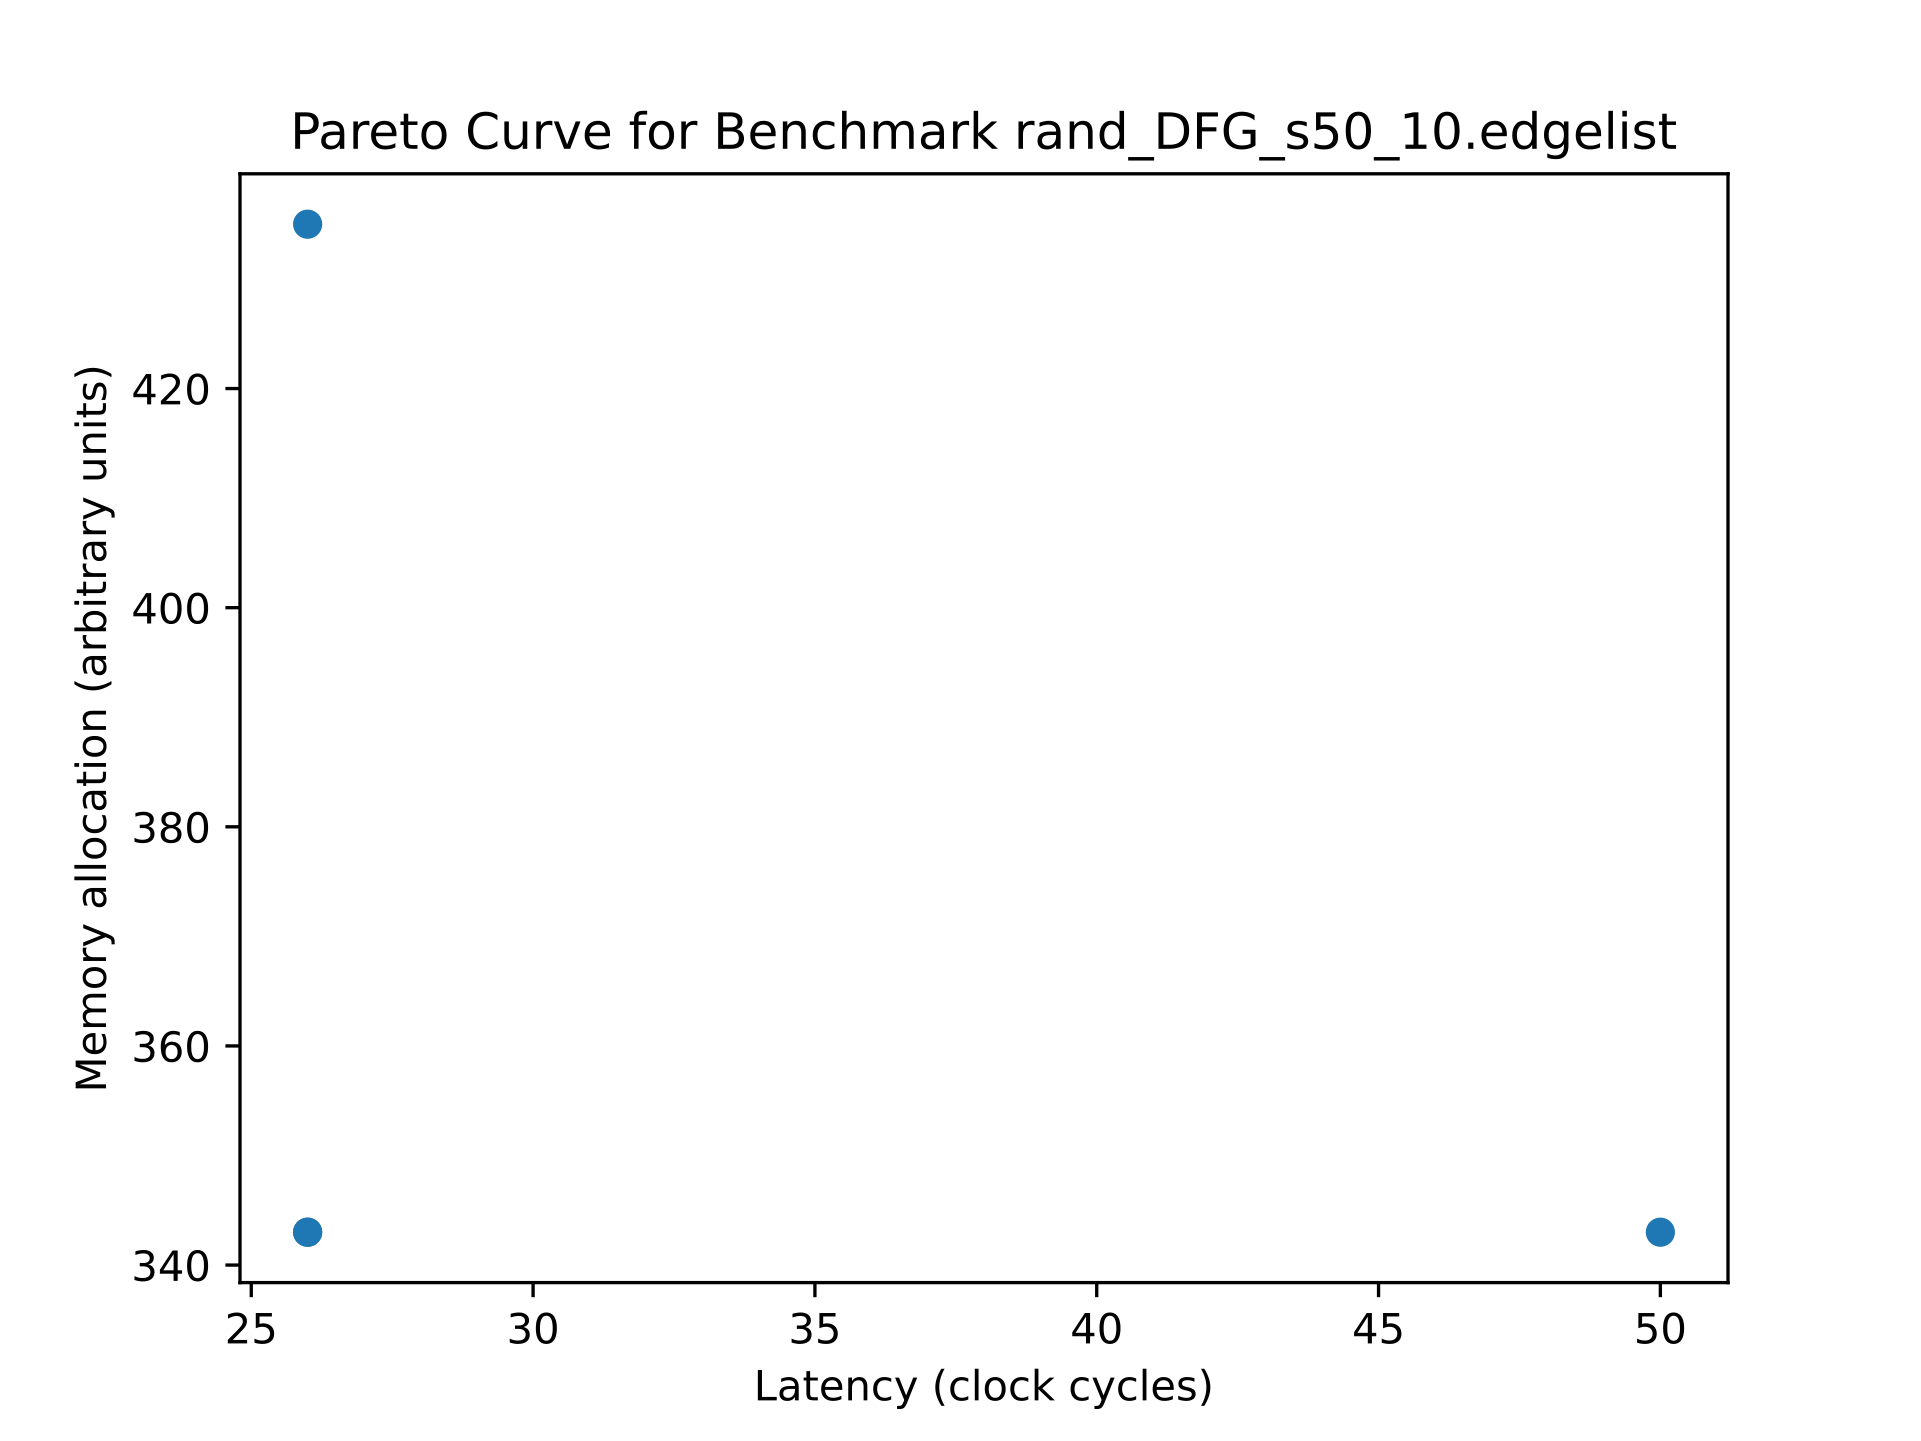 Pareto Curve for Benchmark rand_DFG_s50_10.edgelist
Memory allocation (arbitrary units)
420
400
380
360
340
25 30 35 40 45 50
Latency (clock cycles)